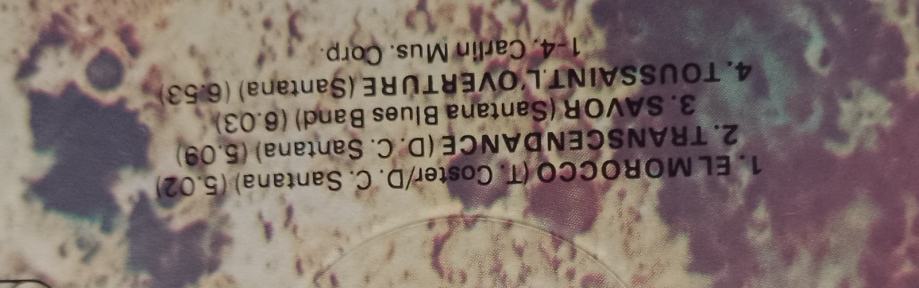 1. EL MOROCCO (T. Coster/D. C. Santana) (5.02)
2. TRANSCENDANCE (D. C. Santana) (5.09)
3. SAVOR (Santana Blues Band) (6.03)
4. TOUSSAINT L'OVERTURE (Santana) (6.53)
1-4. Carlin Mus. Corp.